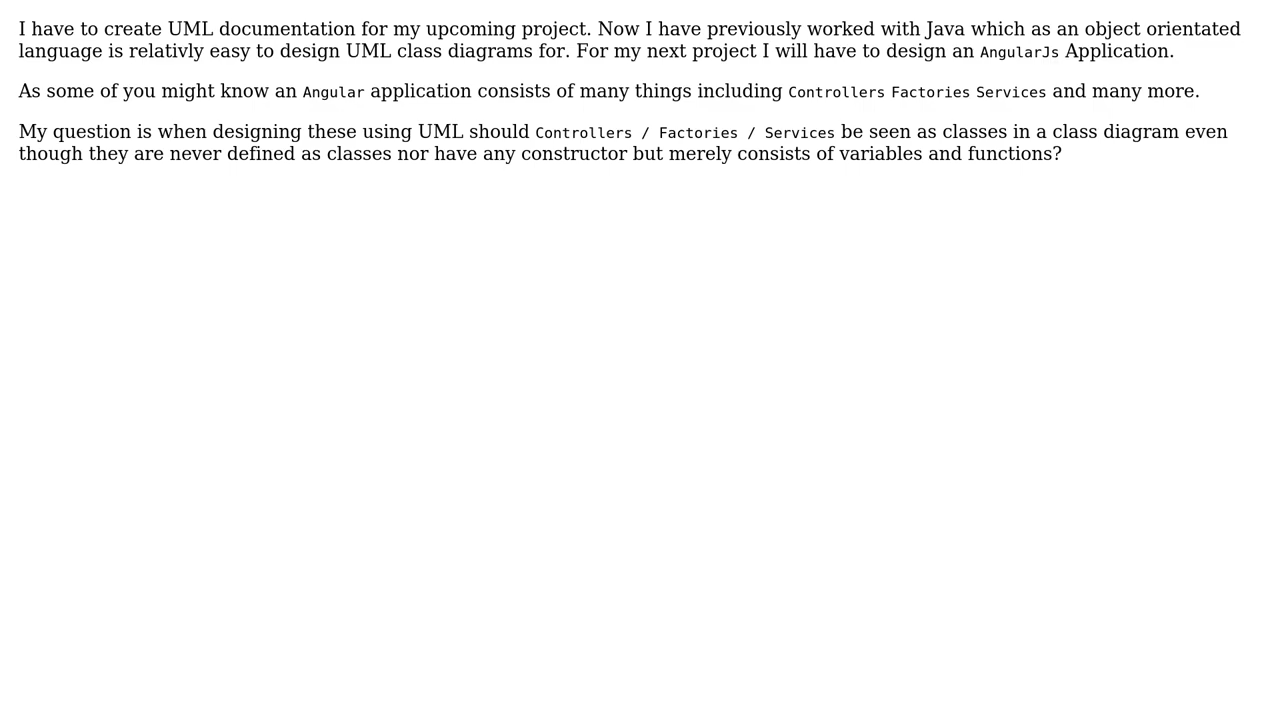 I have to create UML documentation for my upcoming project. Now I have previously worked with Java which as an object orientated
language is relativly easy to design UML class diagrams for. For my next project I will have to design an AngularJs Application.
As some of you might know an Angular application consists of many things including Controllers Factories Services and many more.
My question is when designing these using UML should Controllers / Factories / Services be seen as classes in a class diagram even
though they are never defined as classes nor have any constructor but merely consists of variables and functions?